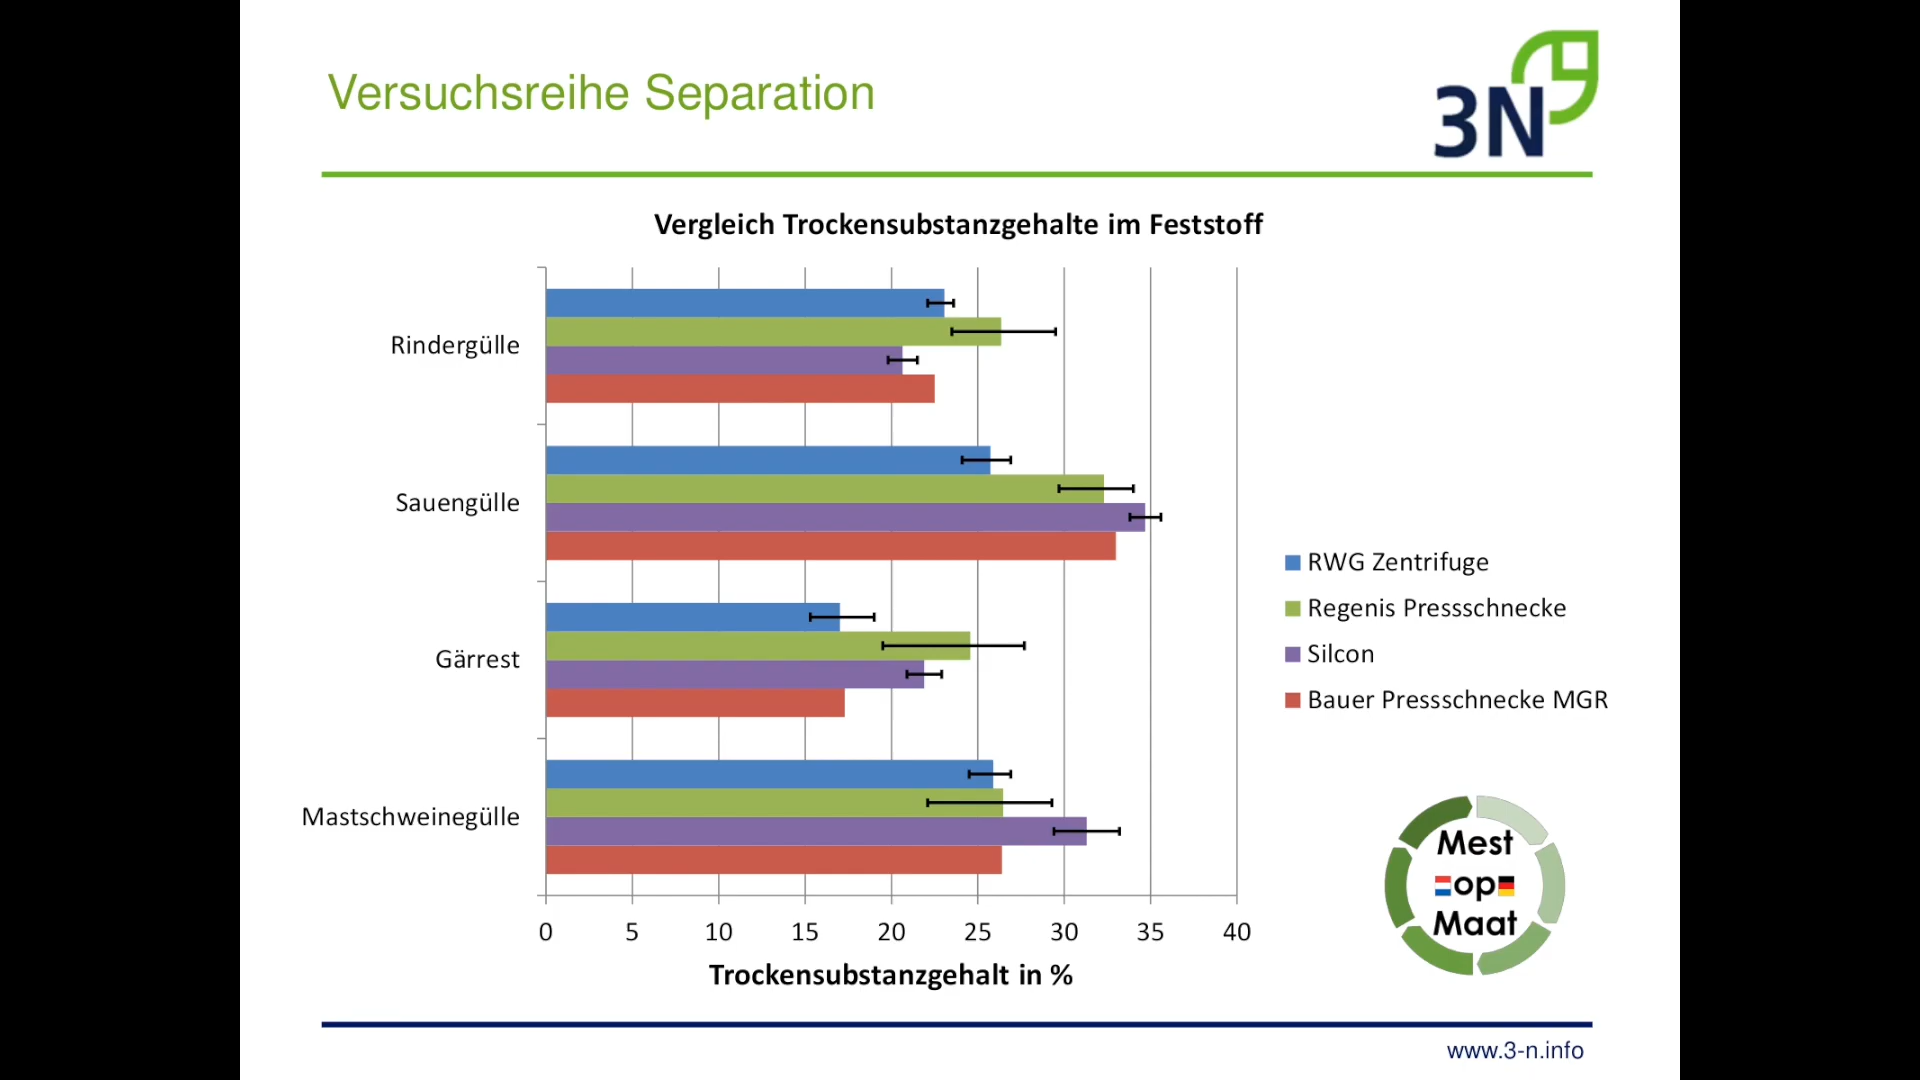 Versuchsreihe Separation
3N
Vergleich Trockensubstanzgehalte im Feststoff
Rindergülle
Sauengülle
Gärrest
Mastschweinegülle
RWG Zentrifuge
Regenis Pressschnecke
Silcon
Bauer Pressschnecke MGR
0 5 10 15 20 25 30 35 40
Trockensubstanzgehalt in %
Mest
op
Maat
www.3-n.info